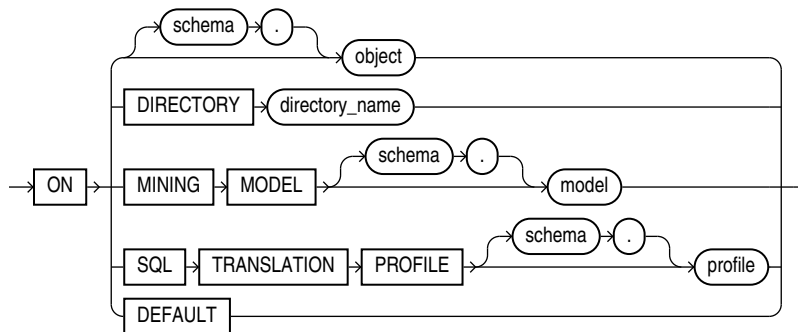 schema .
object
DIRECTORY directory_name
schema .
ON MINING MODEL model
schema .
SQL TRANSLATION PROFILE profile
DEFAULT